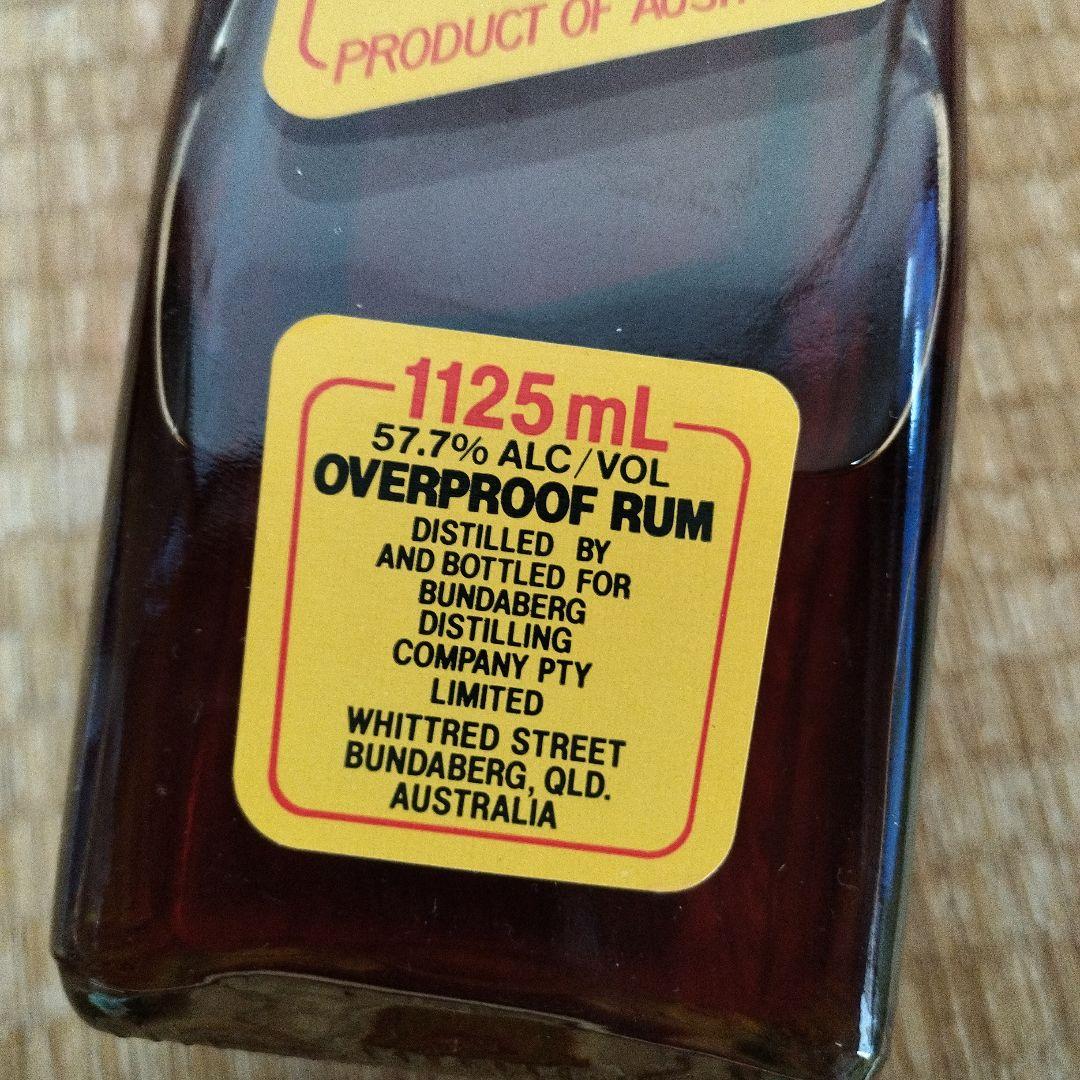 PRODUCT OF
1125 mL
57.7% ALC/VOL
OVERPROOF RUM
DISTILLED BY
AND BOTTLED FOR
BUNDABERG
DISTILLING
COMPANY PTY
LIMITED
WHITTRED STREET
BUNDABERG, QLD.
AUSTRALIA